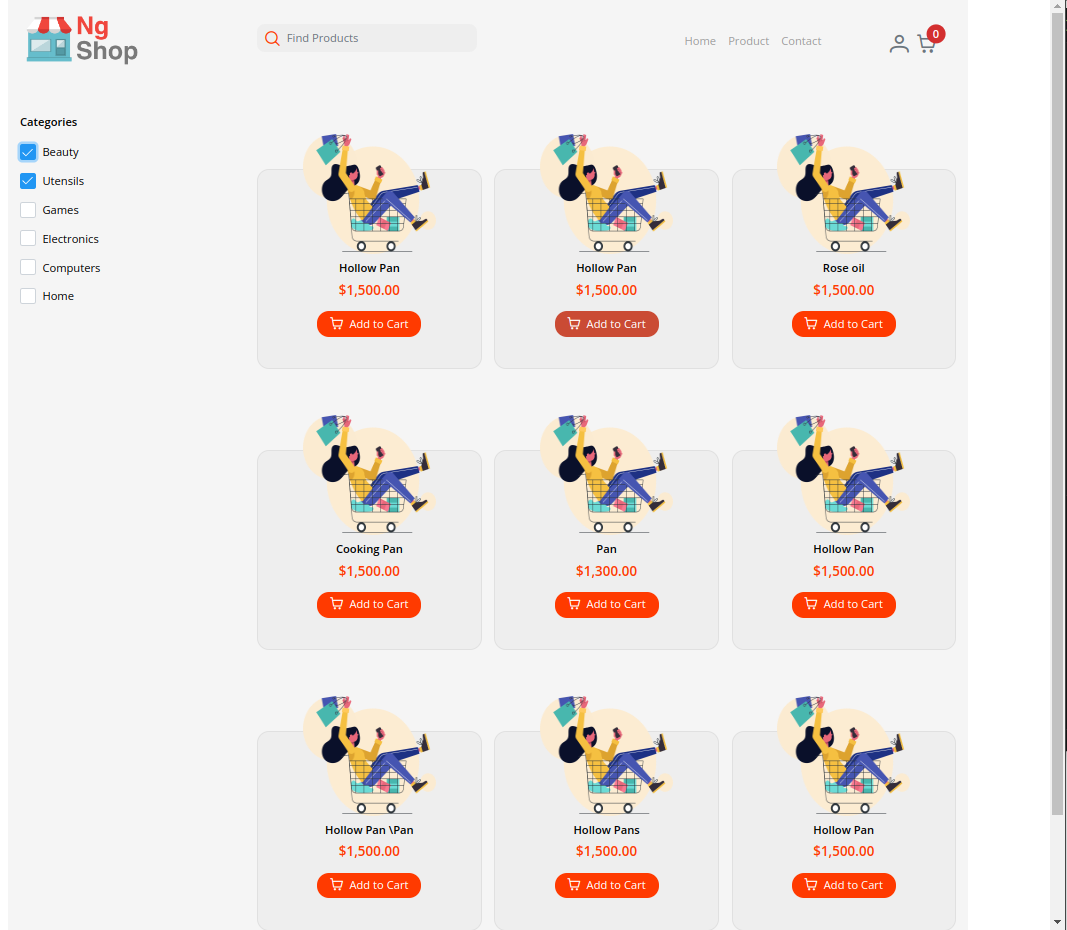 Ng
Shop
Find Products
Home Product Contact
0
Categories
Beauty
Utensils
Games
Electronics
Computers
Home
Hollow Pan
$1,500.00
Add to Cart
Hollow Pan
$1,500.00
Add to Cart
Rose oil
$1,500.00
Add to Cart
Cooking Pan
$1,500.00
Add to Cart
Pan
$1,300.00
Add to Cart
Hollow Pan
$1,500.00
Add to Cart
Hollow Pan \Pan
$1,500.00
Add to Cart
Hollow Pans
$1,500.00
Add to Cart
Hollow Pan
$1,500.00
Add to Cart